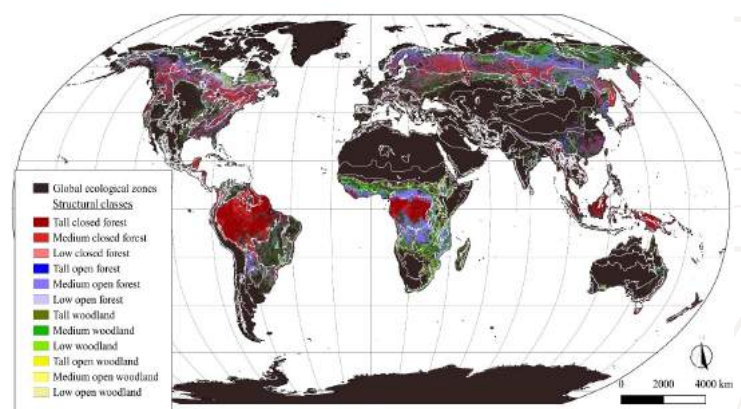 Global ecological zones
Structural classes
Tall closed forest
Medium closed forest
Low closed forest
Tall open forest
Medium open forest
Low open forest
Tall woodland
Medium woodland
Low woodland
Tall open woodland
Medium open woodland
Low open woodland
0 2000 4000 km